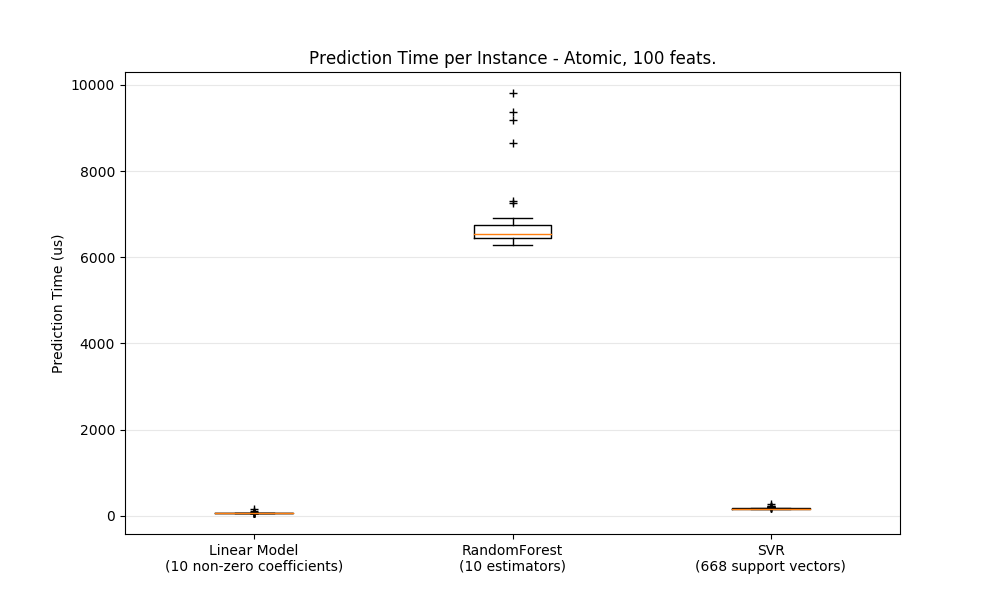 Prediction Time per Instance - Atomic, 100 feats.
Prediction Time (us)
10000
8000
6000
4000
2000
0
Linear Model
(10 non-zero coefficients)
RandomForest
(10 estimators)
SVR
(668 support vectors)